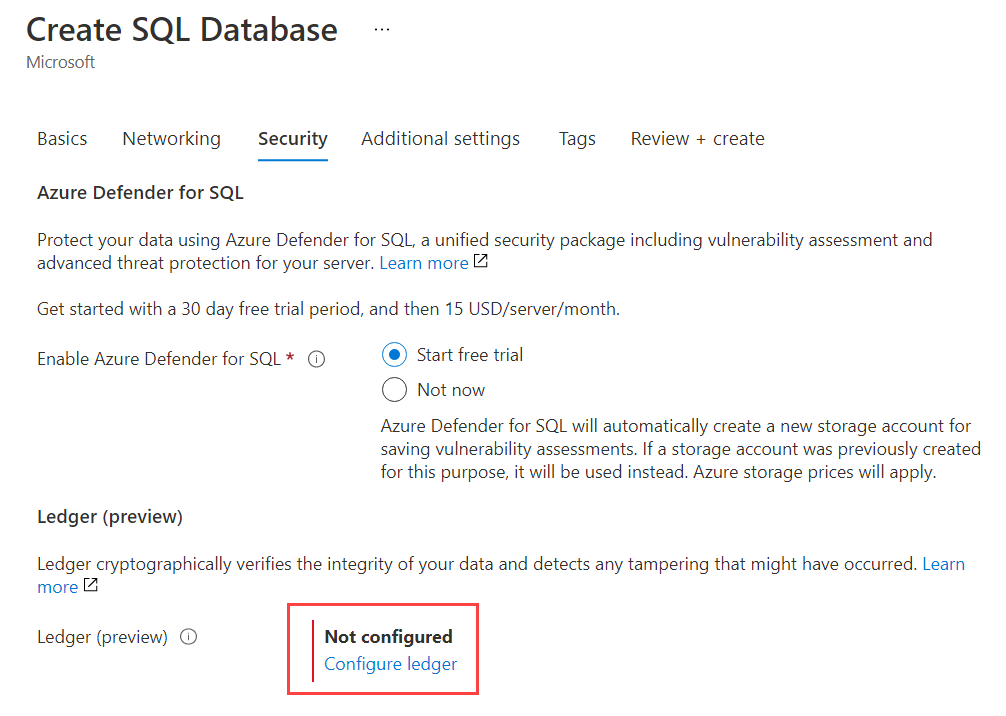 Create SQL Database ...
Microsoft
Basics Networking Security Additional settings Tags Review + create
Azure Defender for SQL
Protect your data using Azure Defender for SQL, a unified security package including vulnerability assessment and
advanced threat protection for your server. Learn more
Get started with a 30 day free trial period, and then 15 USD/server/month.
Enable Azure Defender for SQL * Start free trial
Not now
Azure Defender for SQL will automatically create a new storage account for
saving vulnerability assessments. If a storage account was previously created
for this purpose, it will be used instead. Azure storage prices will apply.
Ledger (preview)
Ledger cryptographically verifies the integrity of your data and detects any tampering that might have occurred. Learn
more
Ledger (preview) Not configured
Configure ledger